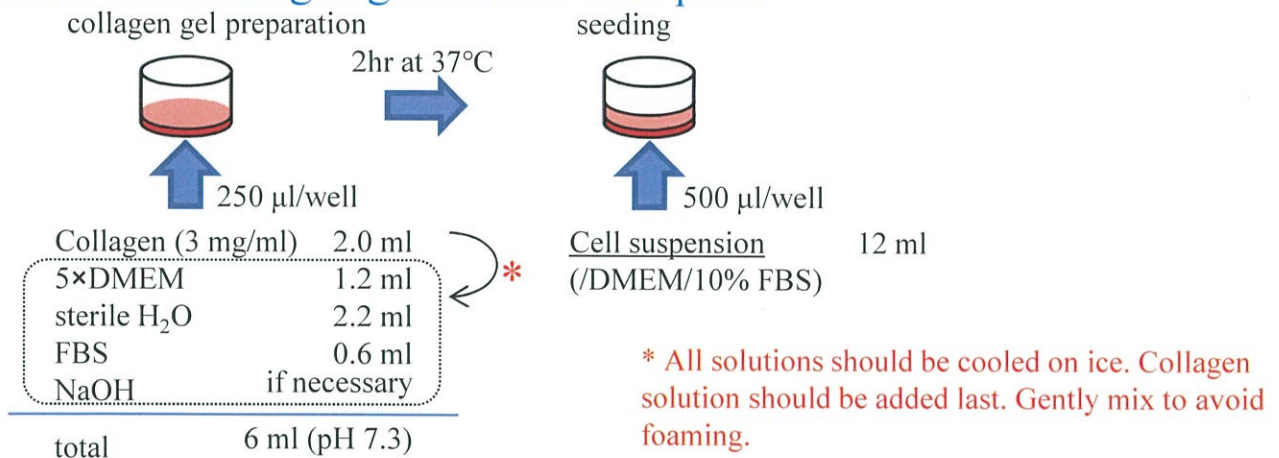 collagen gel preparation
seeding
2hr at 37°C
250 µl/well
500 µl/well
Collagen (3 mg/ml) 2.0 ml
5×DMEM 1.2 ml
sterile H₂O 2.2 ml
FBS 0.6 ml
NaOH if necessary
total 6 ml (pH 7.3)
*
Cell suspension 12 ml
(/DMEM/10% FBS)
* All solutions should be cooled on ice. Collagen
solution should be added last. Gently mix to avoid
foaming.